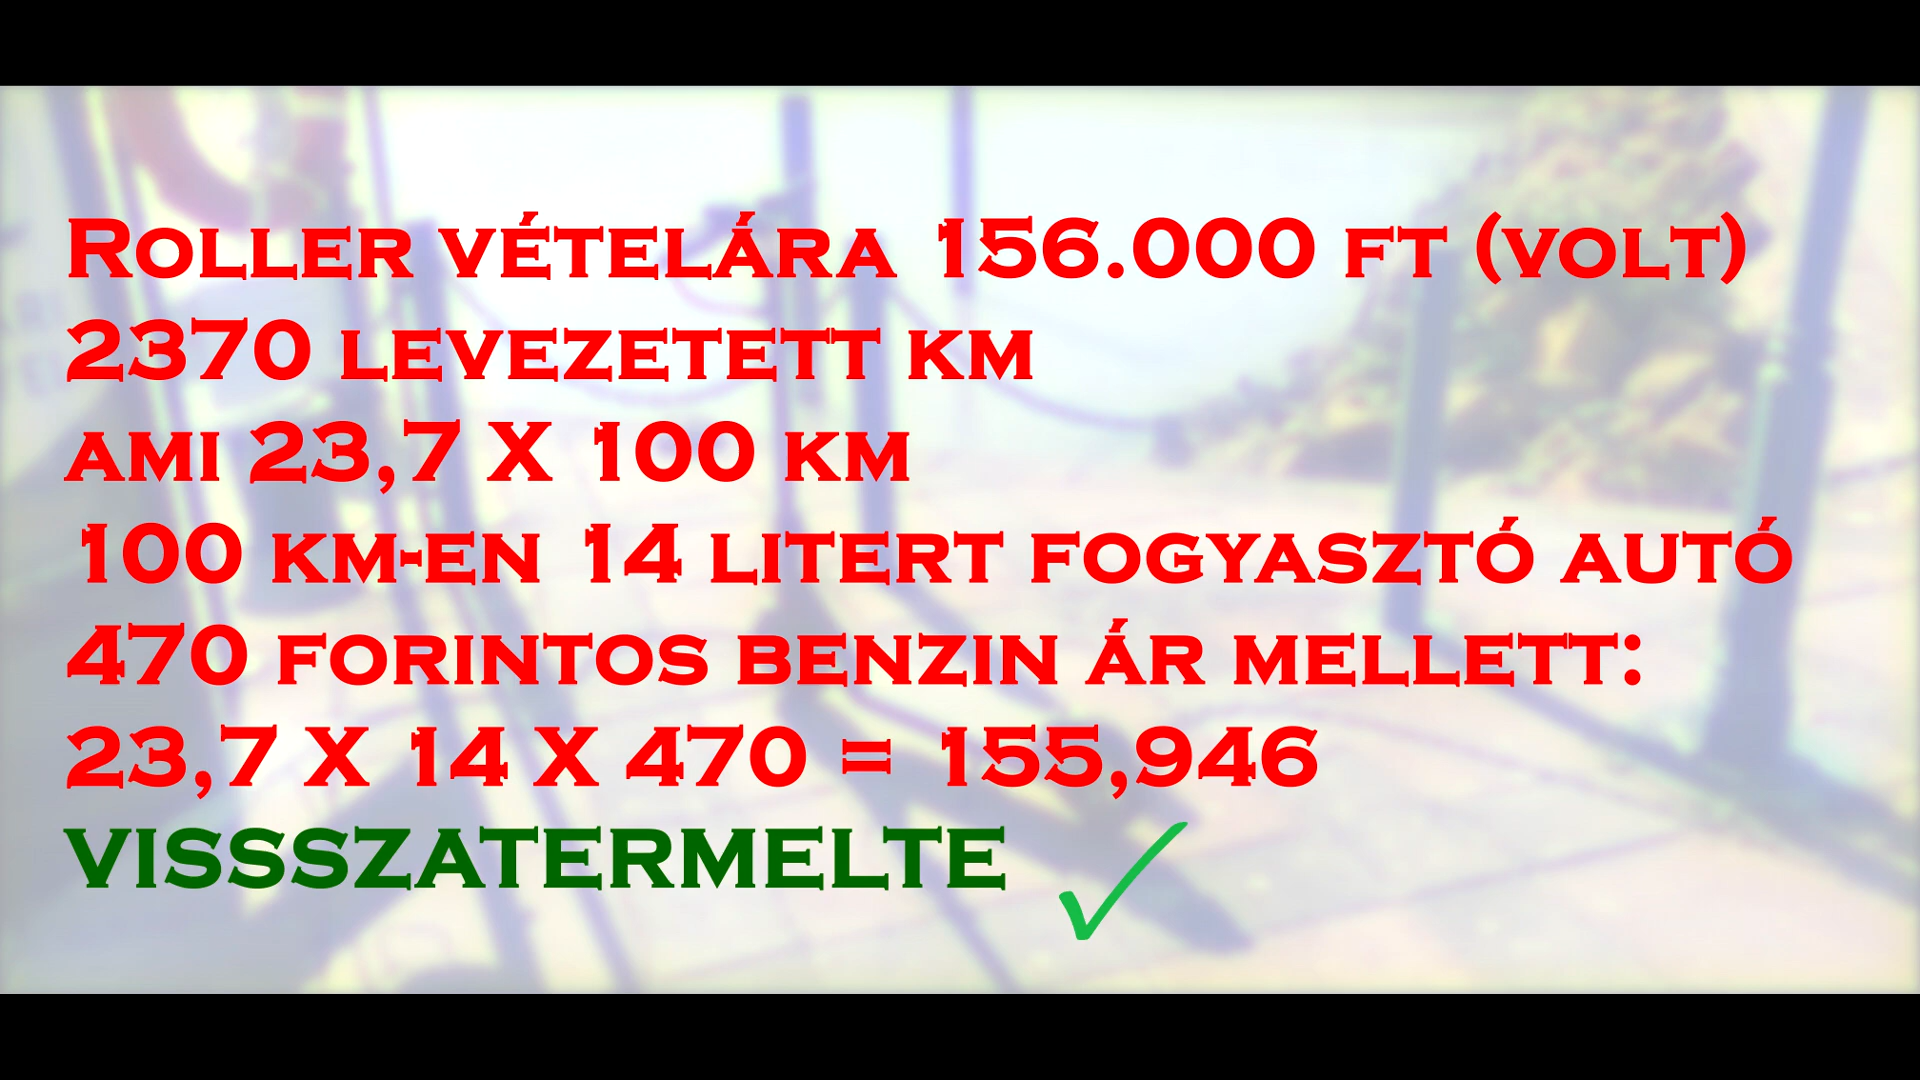 Roller vételára 156.000 ft (volt)
2370 levezetett km
ami 23,7 X 100 km
100 km-en 14 litert fogyasztó autó
470 forintos benzin ár mellett:
23,7 X 14 X 470 = 155,946
VISSSZATERMELTE ✓